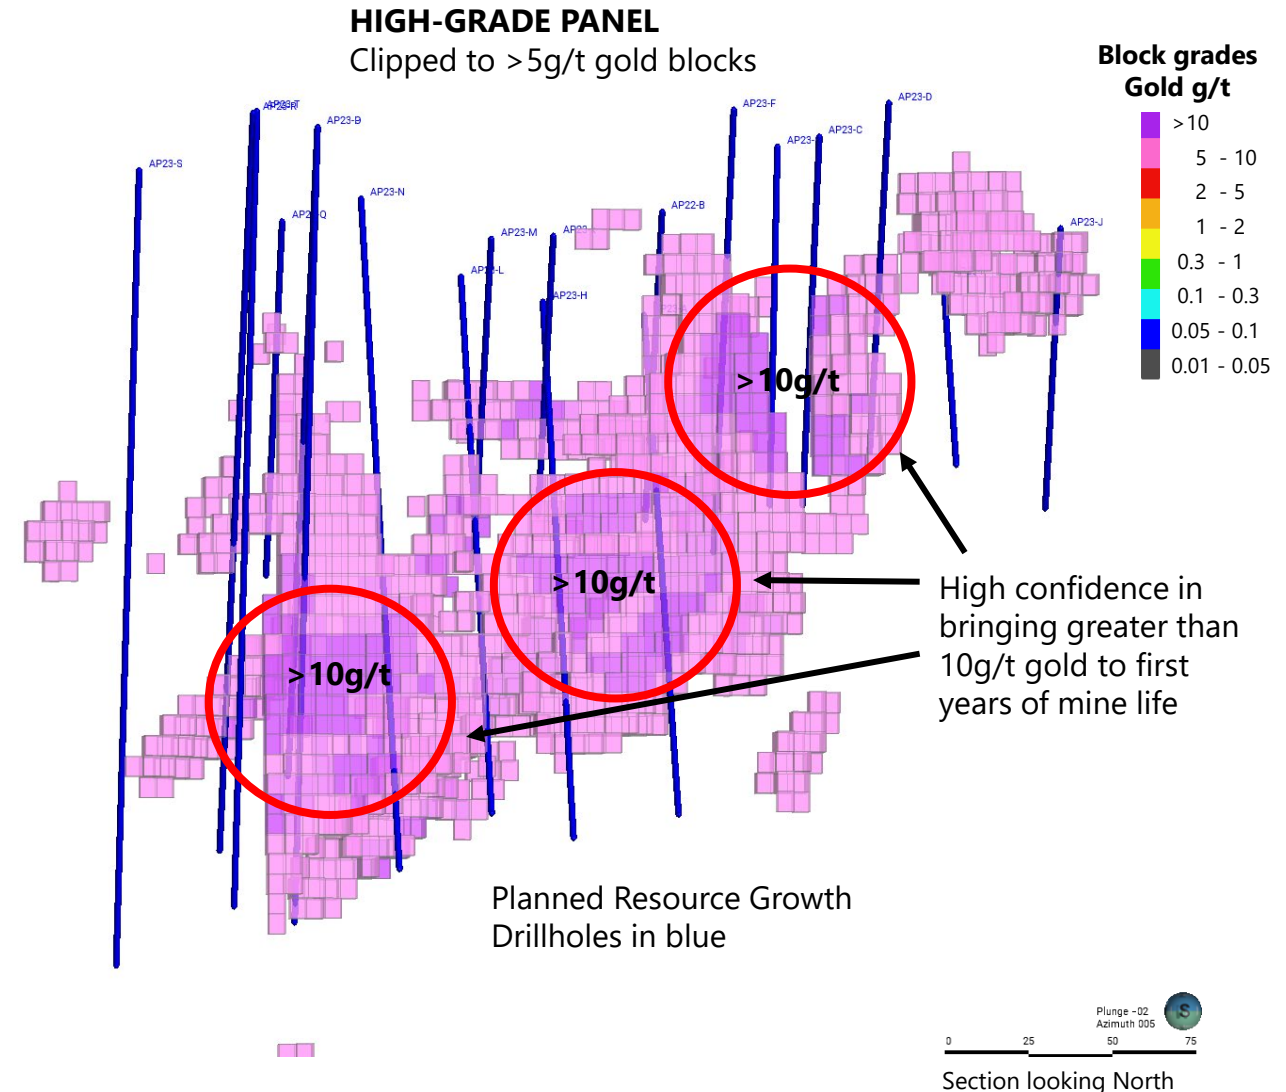 HIGH-GRADE PANEL
Clipped to >5g/t gold blocks
Block grades
Gold g/t
>10
5 - 10
2 - 5
1 - 2
0.3 - 1
0.1 - 0.3
0.05 - 0.1
0.01 - 0.05
AP23-S
AP23-N
AP23-M
AP23-H
AP22-B
AP23-F
AP23-C
AP23-D
AP23-J
>10g/t
>10g/t
>10g/t
High confidence in
bringing greater than
10g/t gold to first
years of mine life
Planned Resource Growth
Drillholes in blue
Plunge -02
Azimuth 005
S
0 25 50 75
Section looking North